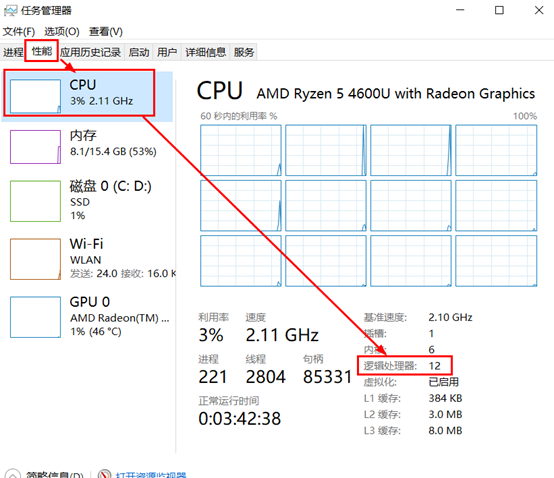 任务管理器
文件(F) 选项(O) 查看(V)
进程 性能 应用历史记录 启动 用户 详细信息 服务
CPU
3% 2.11 GHz
内存
8.1/15.4 GB (53%)
磁盘 0 (C: D:)
SSD
1%
Wi-Fi
WLAN
发送: 24.0 接收: 16.0 K
GPU 0
AMD Radeon(TM) ...
1% (46 °C)
CPU AMD Ryzen 5 4600U with Radeon Graphics
60 秒内的利用率 % 100%
利用率 速度
3% 2.11 GHz
进程 线程 句柄
221 2804 85331
正常运行时间
0:03:42:38
基准速度: 2.10 GHz
插槽: 1
内核: 6
逻辑处理器: 12
虚拟化: 已启用
L1 缓存: 384 KB
L2 缓存: 3.0 MB
L3 缓存: 8.0 MB
简略信息(D) 打开资源监视器